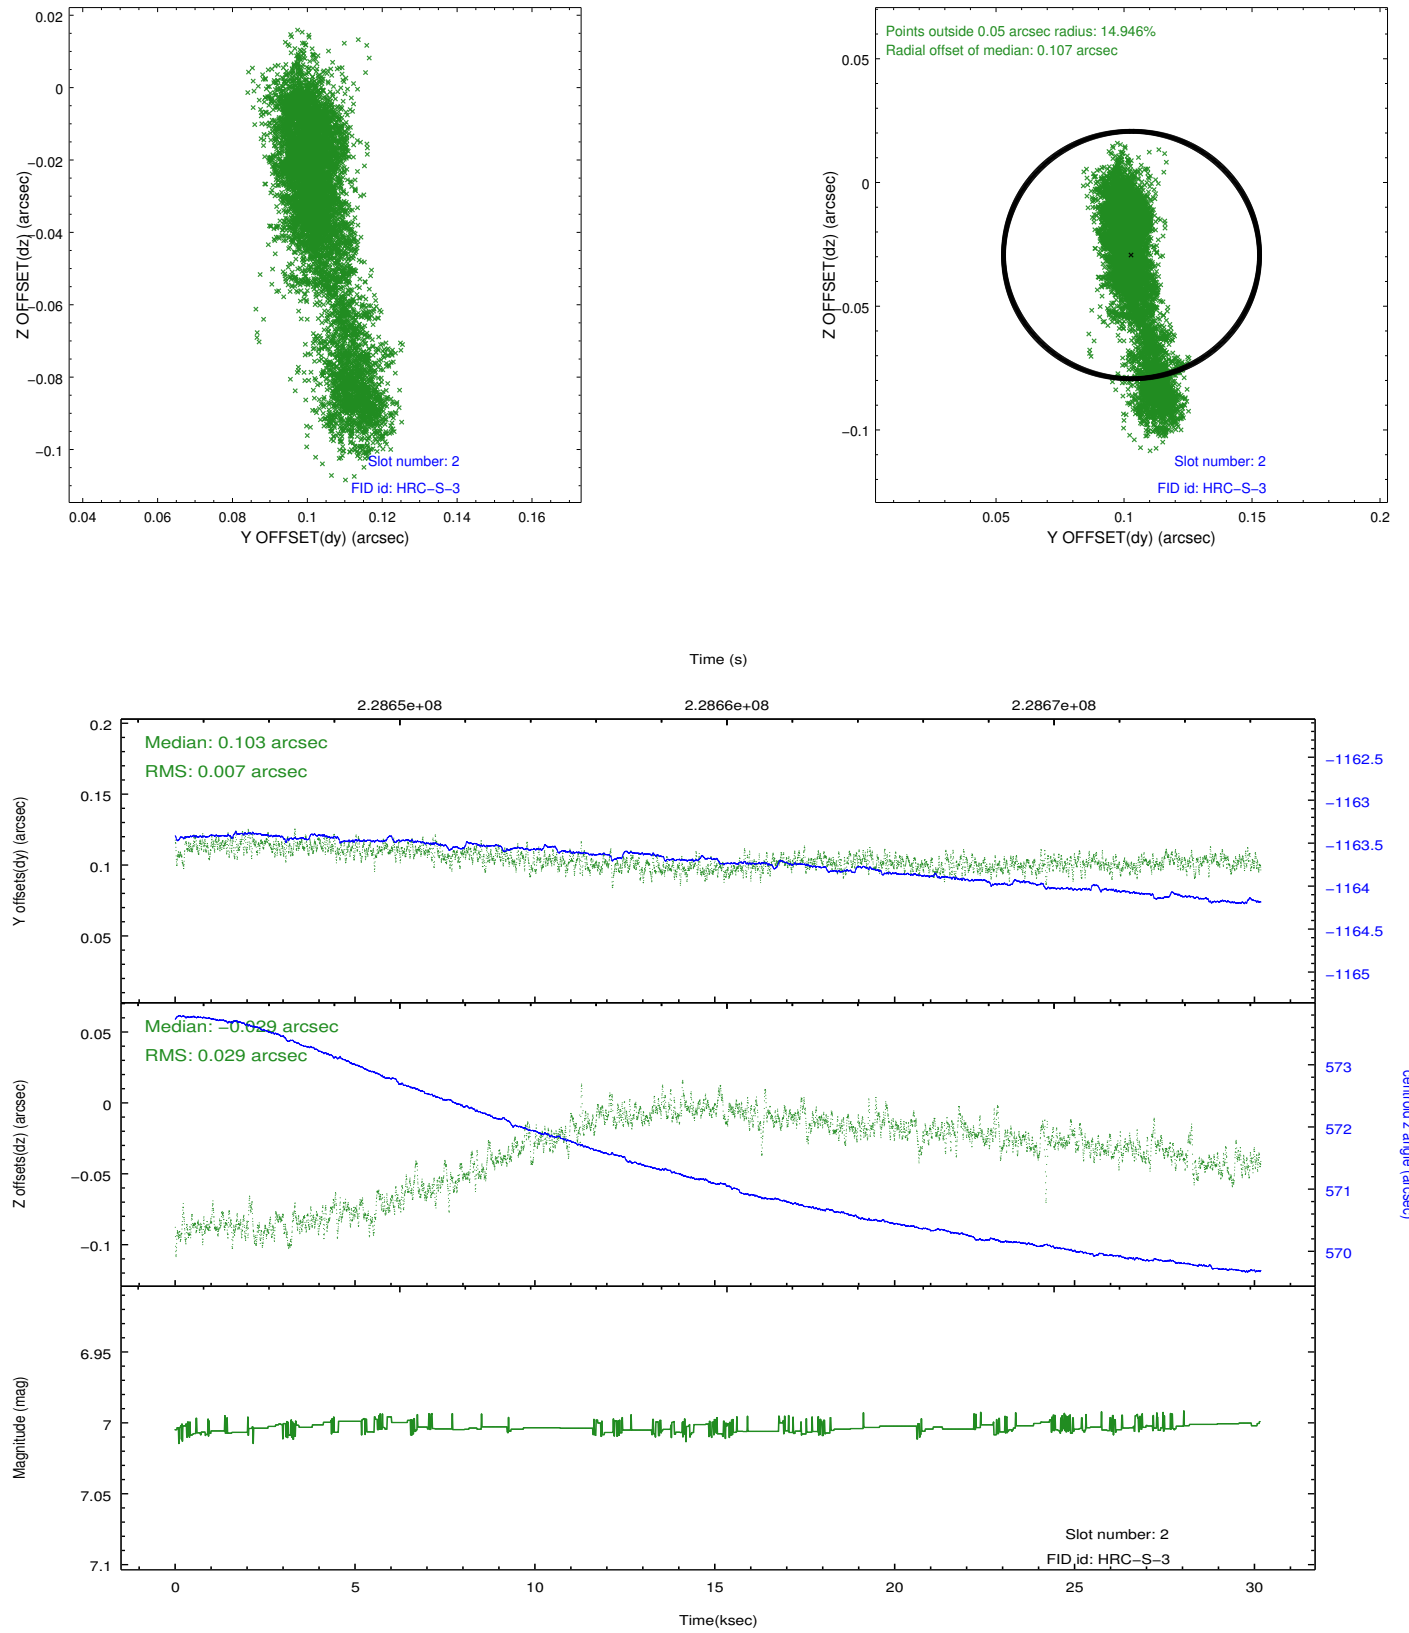 0.02
0
−0.02
−0.04
−0.06
−0.08
−0.1
Z OFFSET(dz) (arcsec)
Slot number: 2
FID id: HRC−S−3
0.04 0.06 0.08 0.1 0.12 0.14 0.16
Y OFFSET(dy) (arcsec)
Points outside 0.05 arcsec radius: 14.946%
Radial offset of median: 0.107 arcsec
0.05
0
−0.05
−0.1
Z OFFSET(dz) (arcsec)
Slot number: 2
FID id: HRC−S−3
0.05 0.1 0.15 0.2
Y OFFSET(dy) (arcsec)
Time (s)
2.2865e+08 2.2866e+08 2.2867e+08
Median: 0.103 arcsec
RMS: 0.007 arcsec
0.2
0.15
0.1
0.05
Y offsets(dy) (arcsec)
−1162.5
−1163
−1163.5
−1164
−1164.5
−1165
Median: −0.029 arcsec
RMS: 0.029 arcsec
0.05
0
−0.05
−0.1
Z offsets(dz) (arcsec)
573
572
571
570
centroid z angle (arcsec)
6.95
7
7.05
7.1
Magnitude (mag)
Slot number: 2
FID id: HRC−S−3
0 5 10 15 20 25 30
Time(ksec)